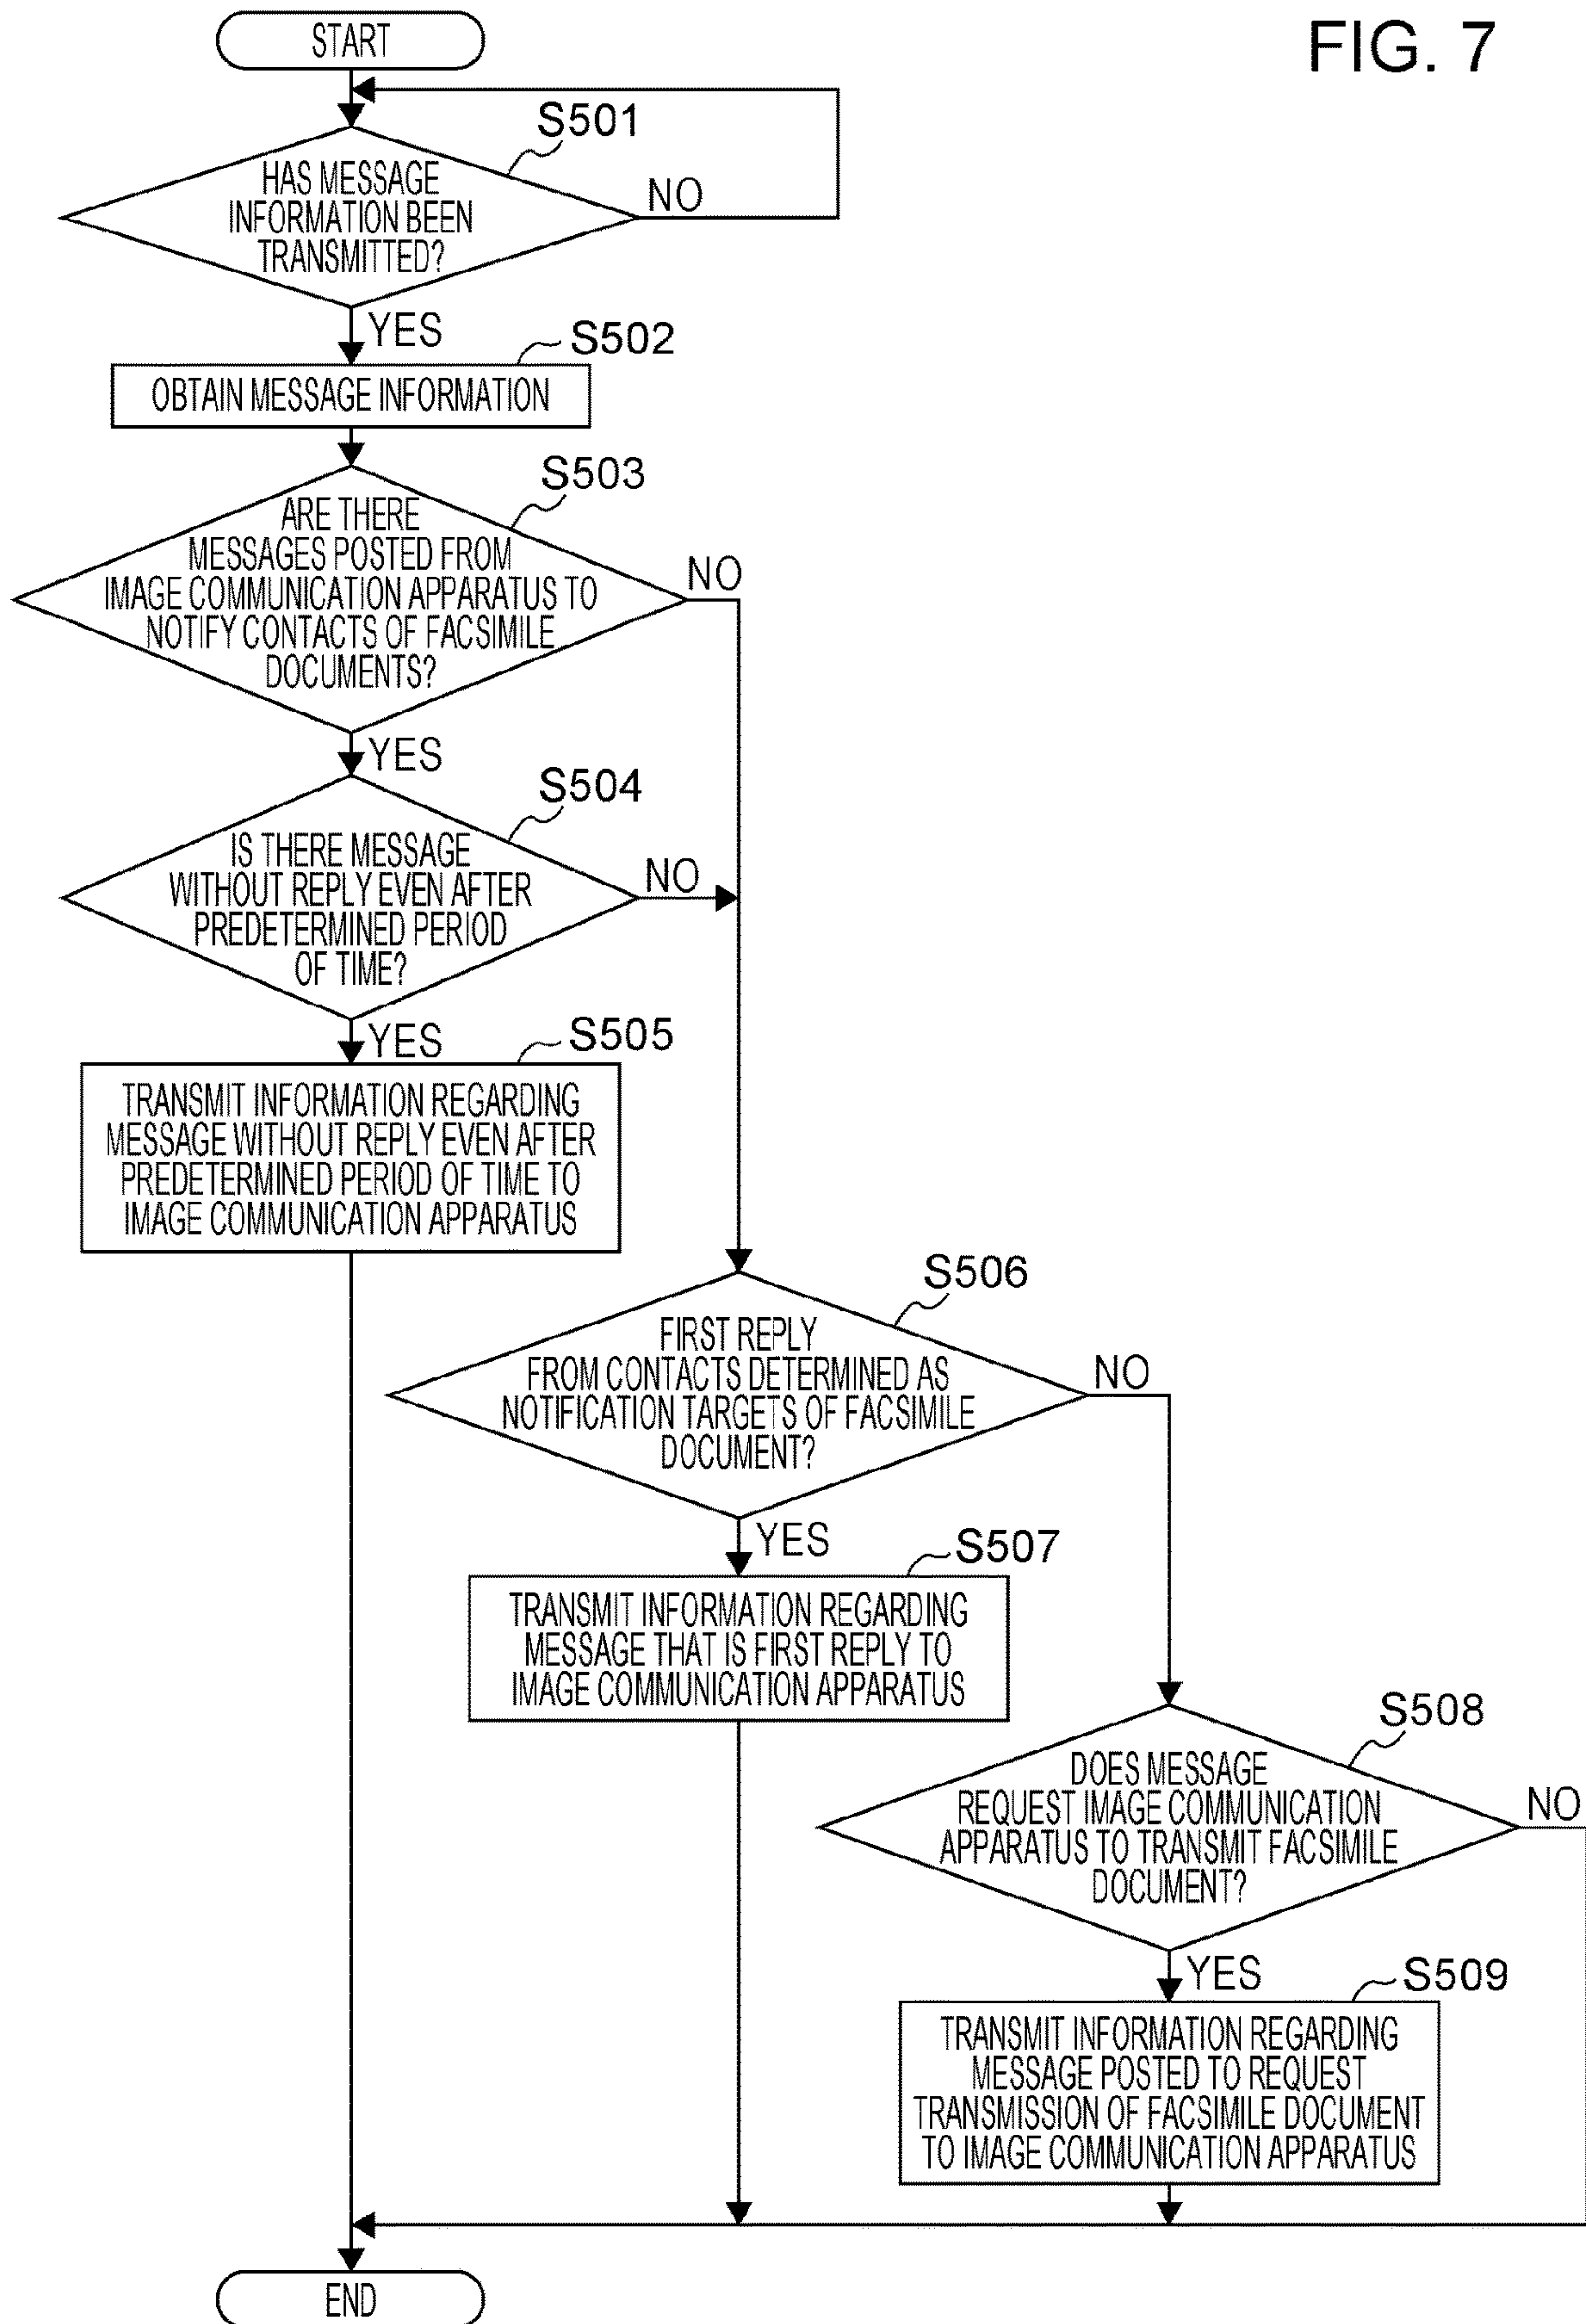 FIG. 7
START
S501
HAS MESSAGE
INFORMATION BEEN
TRANSMITTED?
NO
YES
S502
OBTAIN MESSAGE INFORMATION
S503
ARE THERE
MESSAGES POSTED FROM
IMAGE COMMUNICATION APPARATUS TO
NOTIFY CONTACTS OF FACSIMILE
DOCUMENTS?
NO
YES
S504
IS THERE MESSAGE
WITHOUT REPLY EVEN AFTER
PREDETERMINED PERIOD
OF TIME?
NO
YES
S505
TRANSMIT INFORMATION REGARDING
MESSAGE WITHOUT REPLY EVEN AFTER
PREDETERMINED PERIOD OF TIME TO
IMAGE COMMUNICATION APPARATUS
S506
FIRST REPLY
FROM CONTACTS DETERMINED AS
NOTIFICATION TARGETS OF FACSIMILE
DOCUMENT?
NO
YES
S507
TRANSMIT INFORMATION REGARDING
MESSAGE THAT IS FIRST REPLY TO
IMAGE COMMUNICATION APPARATUS
S508
DOES MESSAGE
REQUEST IMAGE COMMUNICATION
APPARATUS TO TRANSMIT FACSIMILE
DOCUMENT?
NO
YES
S509
TRANSMIT INFORMATION REGARDING
MESSAGE POSTED TO REQUEST
TRANSMISSION OF FACSIMILE DOCUMENT
TO IMAGE COMMUNICATION APPARATUS
END